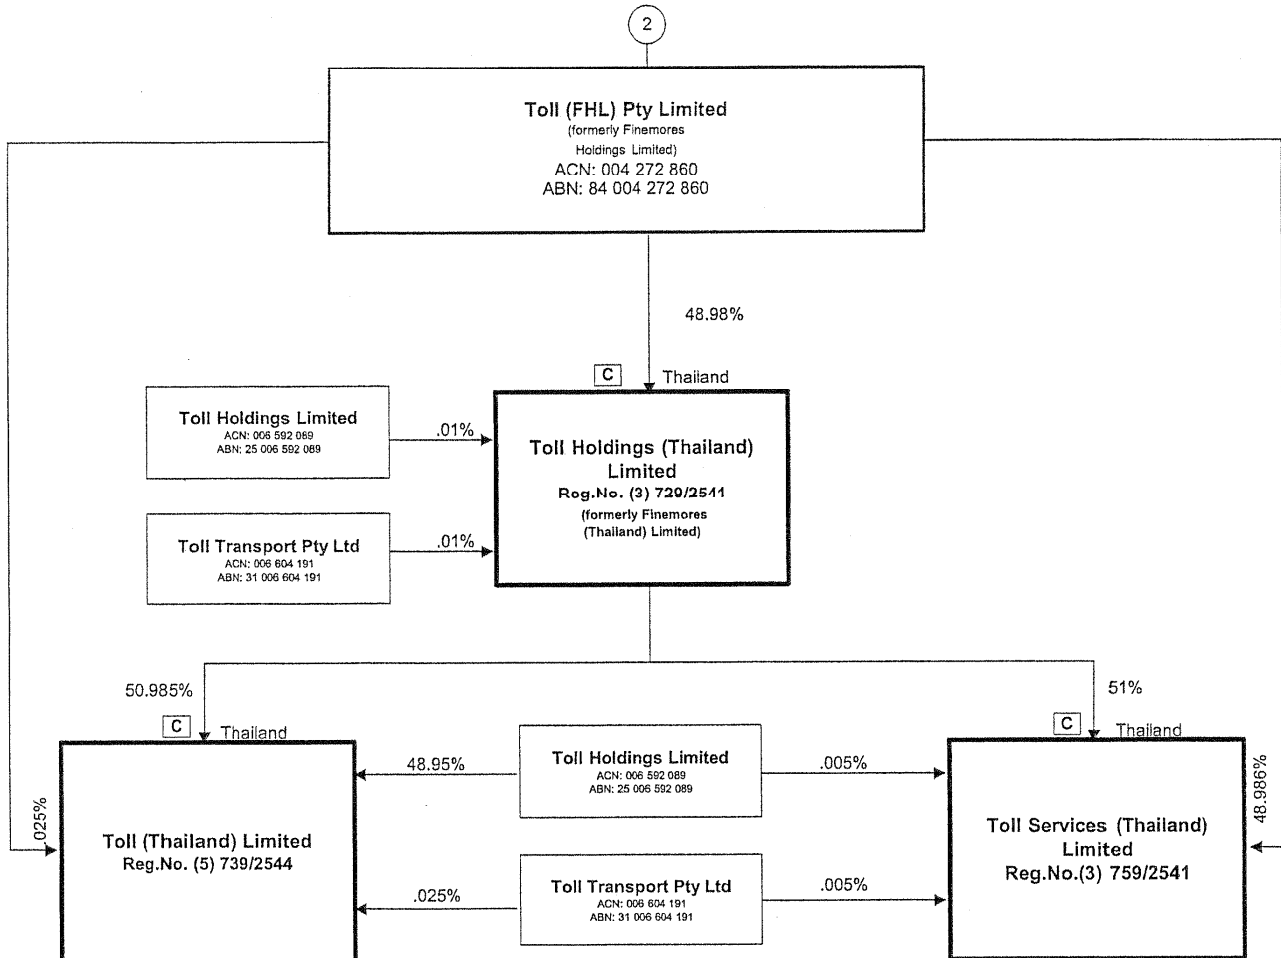 2
Toll (FHL) Pty Limited
(formerly Finemores
Holdings Limited)
ACN: 004 272 860
ABN: 84 004 272 860
48.98%
C
Thailand
Toll Holdings Limited
ACN: 006 592 089
ABN: 25 006 592 089
.01%
Toll Holdings (Thailand)
Limited
Reg.No. (3) 729/2541
(formerly Finemores
(Thailand) Limited)
Toll Transport Pty Ltd
ACN: 006 604 191
ABN: 31 006 604 191
.01%
50.985%
51%
C
Thailand
C
Thailand
.025%
48.95%
Toll Holdings Limited
ACN: 006 592 089
ABN: 25 006 592 089
.005%
48.986%
Toll (Thailand) Limited
Reg.No. (5) 739/2544
Toll Services (Thailand)
Limited
Reg.No.(3) 759/2541
.025%
Toll Transport Pty Ltd
ACN: 006 604 191
ABN: 31 006 604 191
.005%